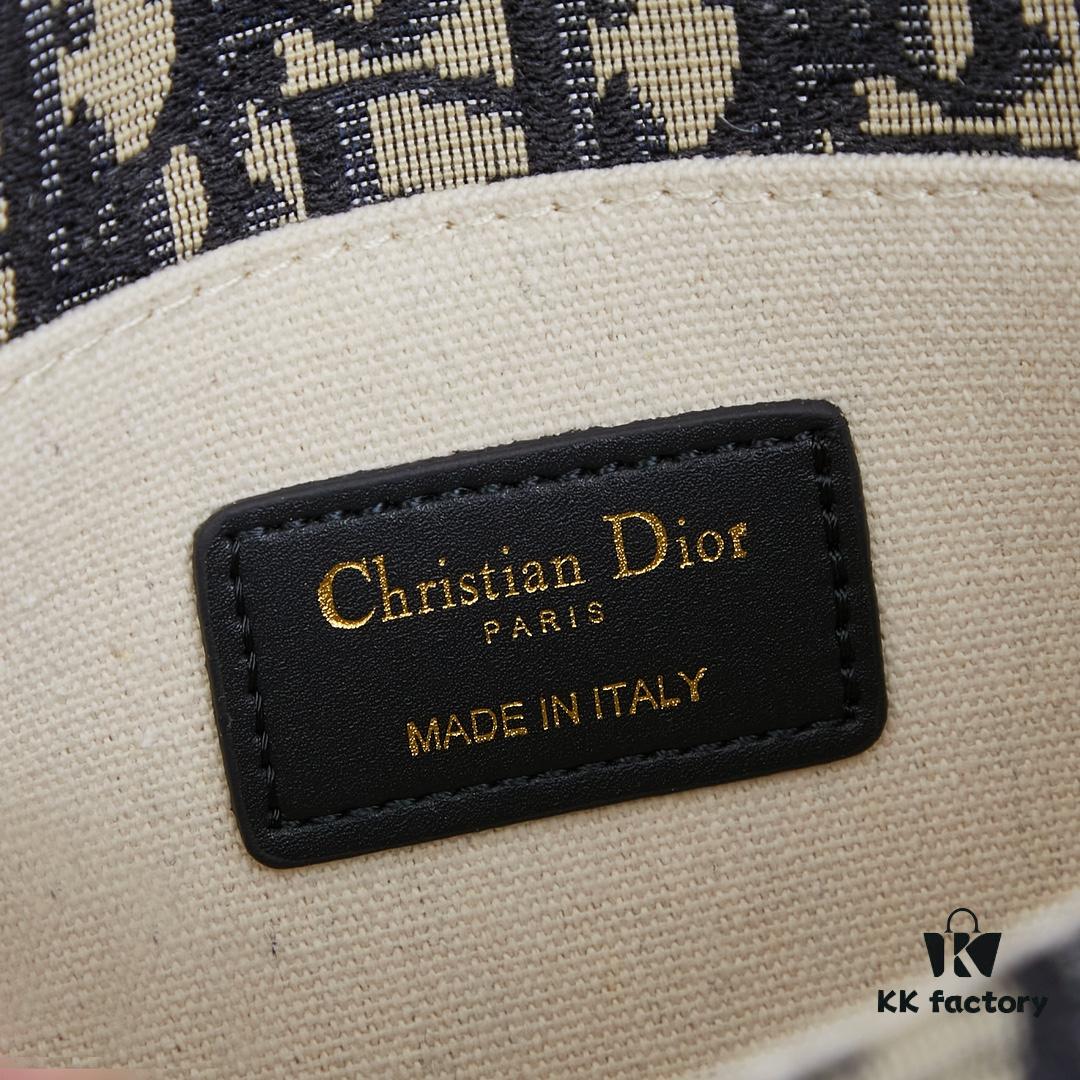 Christian Dior
PARIS
MADE IN ITALY
KK factory